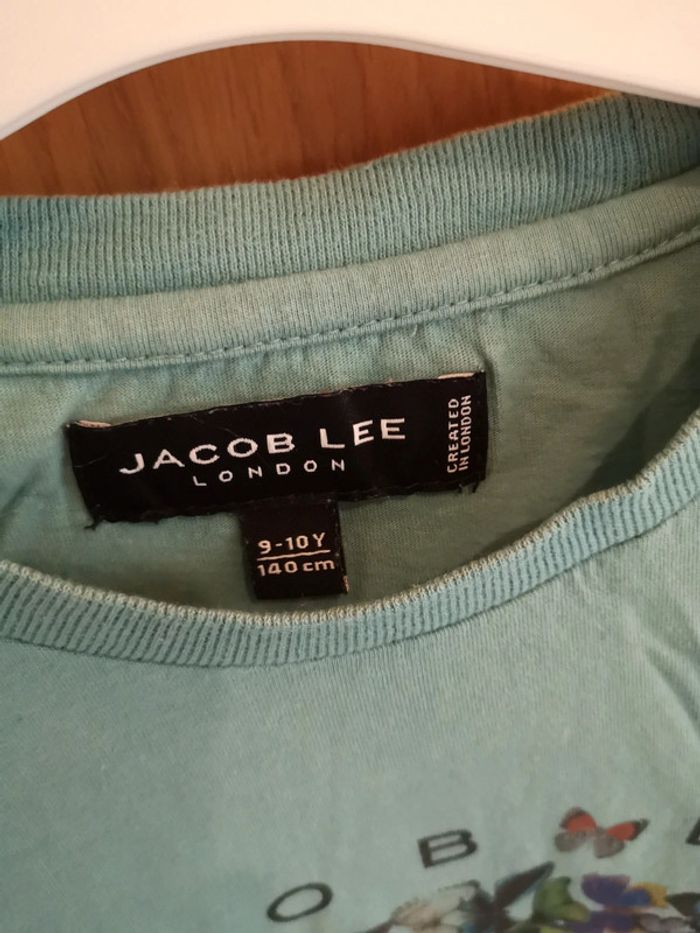 JACOB LEE
LONDON
CREATED
IN LONDON
9-10Y
140cm
O B